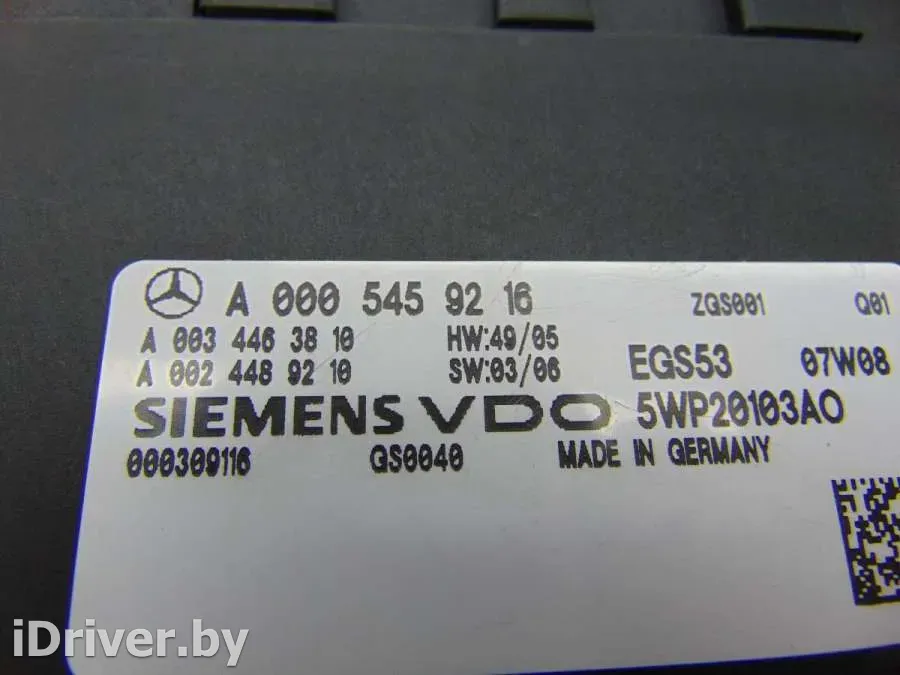 A 000 545 92 16 ZGS001 Q01
A 003 446 38 10 HW:49/05
A 002 448 92 10 SW:03/06 EGS53 07W08
SIEMENS VDO 5WP20103AO
000309116 GS0040 MADE IN GERMANY
iDriver.by